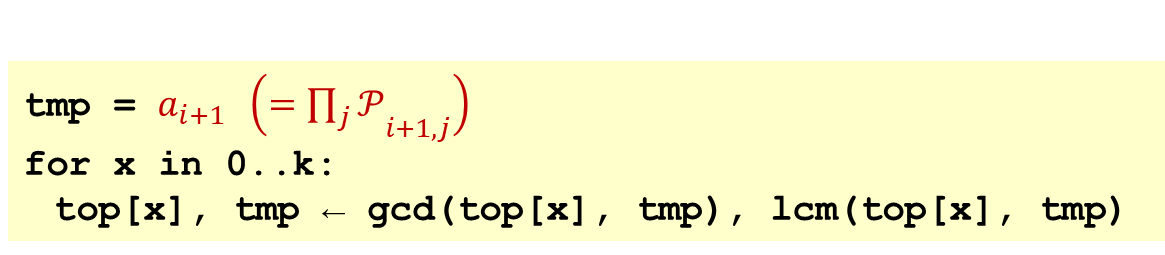 tmp = a_{i+1} (= ∏_j 𝒫_{i+1,j})
for x in 0..k:
top[x], tmp ← gcd(top[x], tmp), lcm(top[x], tmp)